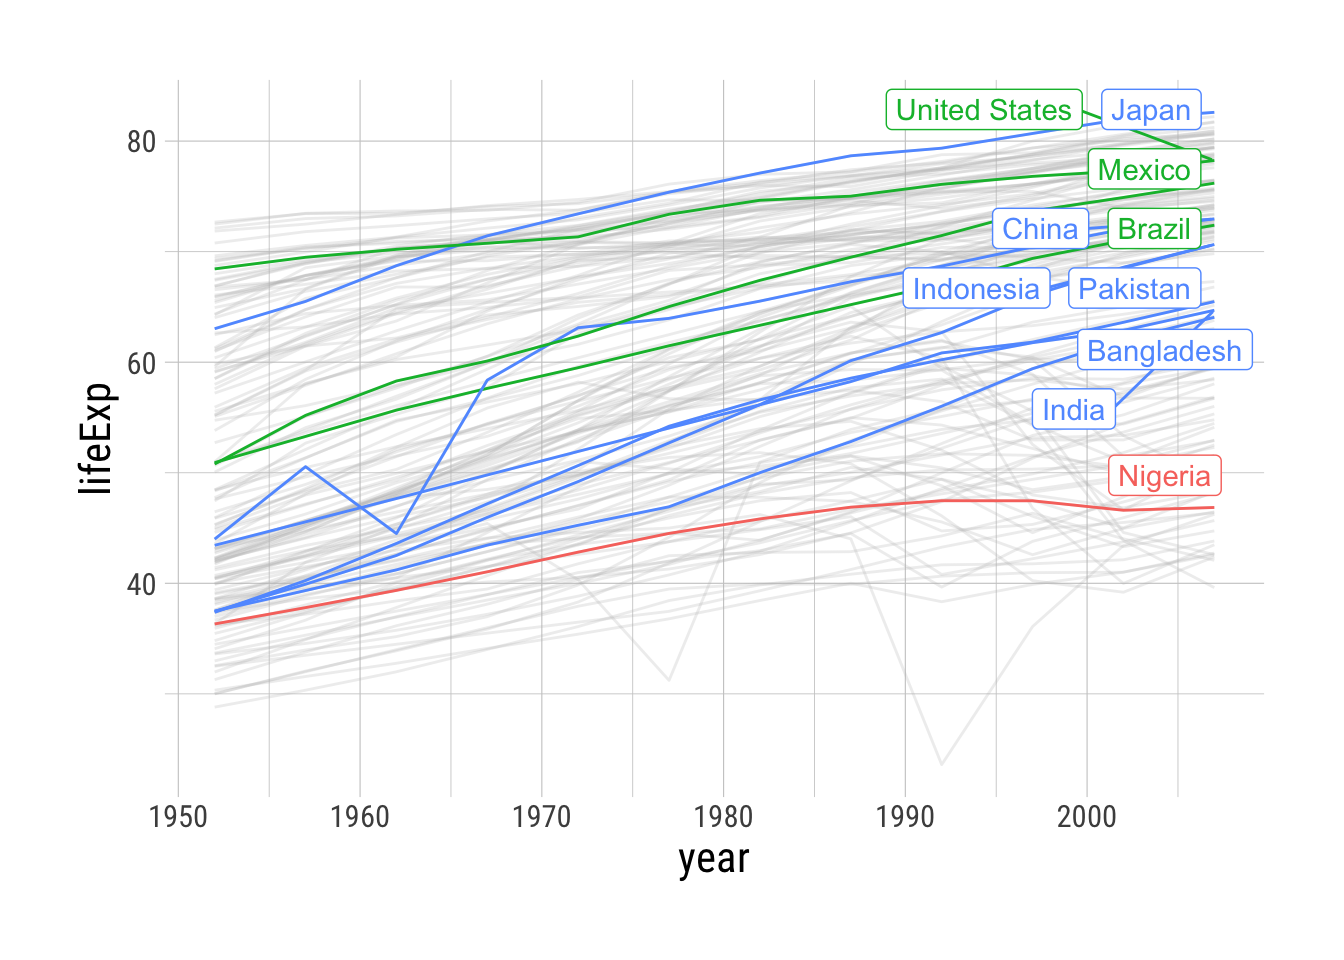 United States
Japan
80
Mexico
China
Brazil
Indonesia
Pakistan
60
Bangladesh
India
lifeExp
Nigeria
40
1950
1960
1970
1980
1990
2000
year